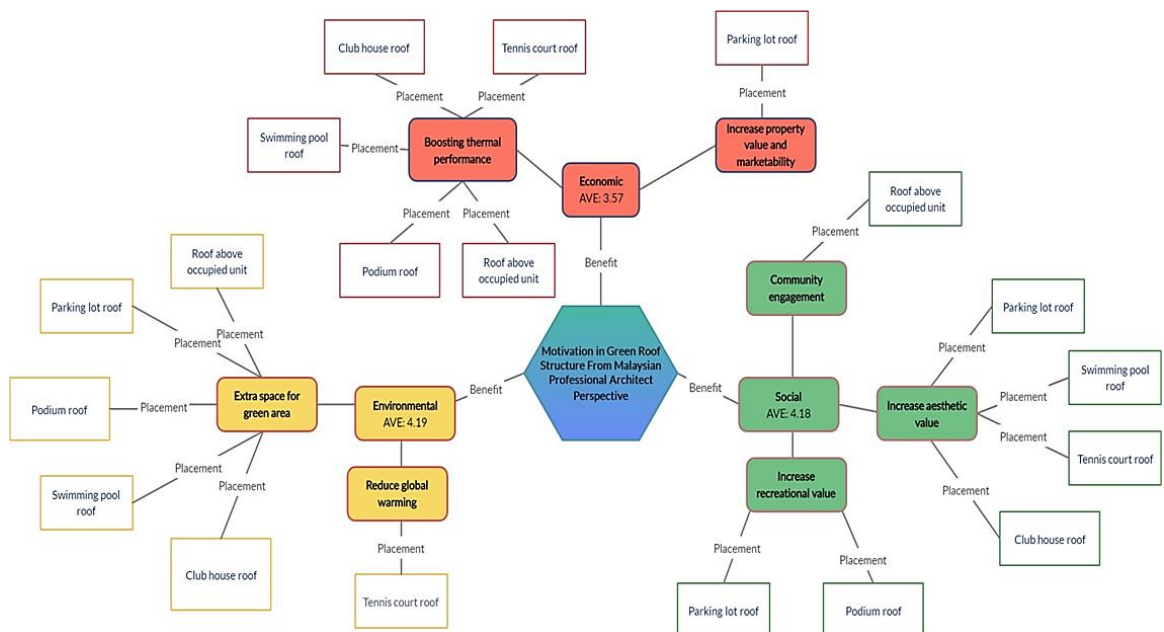 Club house roof
Tennis court roof
Parking lot roof
Placement
Placement
Placement
Swimming pool
roof
Placement
Boosting thermal
performance
Increase property
value and
marketability
Economic
AVE: 3.57
Placement
Placement
Podium roof
Roof above
occupied unit
Benefit
Roof above
occupied unit
Placement
Community
engagement
Roof above
occupied unit
Parking lot roof
Placement
Placement
Podium roof
Placement
Extra space for
green area
Environmental
AVE: 4.19
Benefit
Motivation in Green Roof
Structure From Malaysian
Professional Architect
Perspective
Benefit
Social
AVE: 4.18
Increase aesthetic
value
Parking lot roof
Placement
Swimming pool
roof
Placement
Placement
Tennis court roof
Placement
Club house roof
Swimming pool
roof
Placement
Placement
Club house roof
Reduce global
warming
Placement
Tennis court roof
Increase
recreational value
Placement
Placement
Parking lot roof
Podium roof